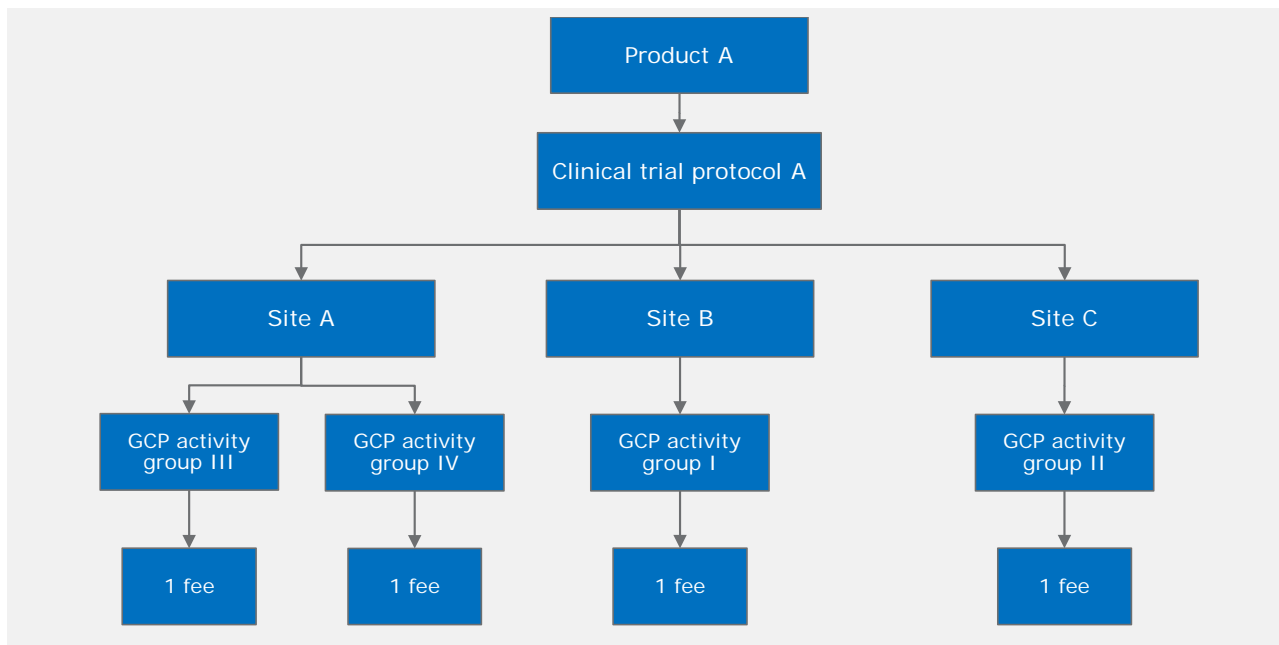 Product A
Clinical trial protocol A
Site A
Site B
Site C
GCP activity
group III
GCP activity
group IV
GCP activity
group I
GCP activity
group II
1 fee
1 fee
1 fee
1 fee